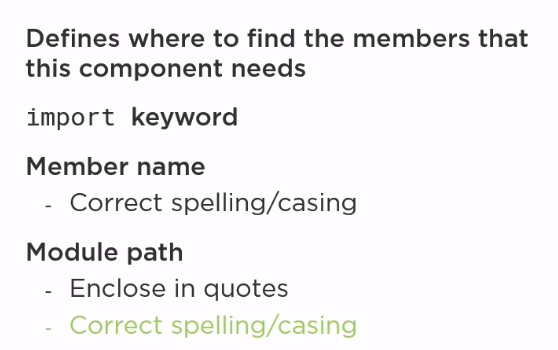 Defines where to find the members that
this component needs
import keyword
Member name
- Correct spelling/casing
Module path
- Enclose in quotes
- Correct spelling/casing